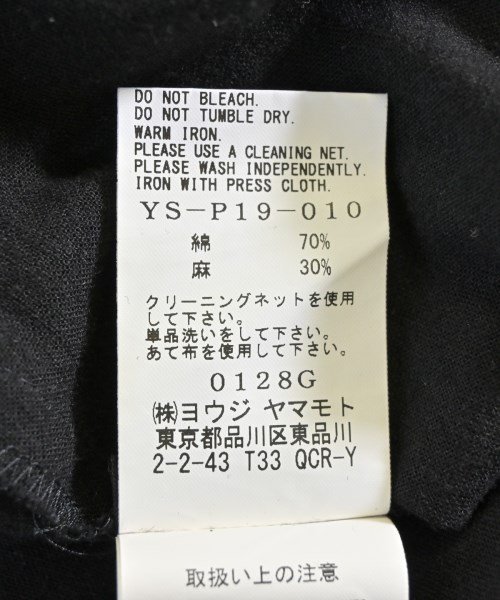 DO NOT BLEACH.
DO NOT TUMBLE DRY.
WARM IRON.
PLEASE USE A CLEANING NET.
PLEASE WASH INDEPENDENTLY.
IRON WITH PRESS CLOTH.
YS-P19-010
綿 70%
麻 30%
クリーニングネットを使用
して下さい。
単品洗いをして下さい。
あて布を使用して下さい。
0128G
㈱ヨウジ ヤマモト
東京都品川区東品川
2-2-43 T33 QCR-Y
取扱い上の注意